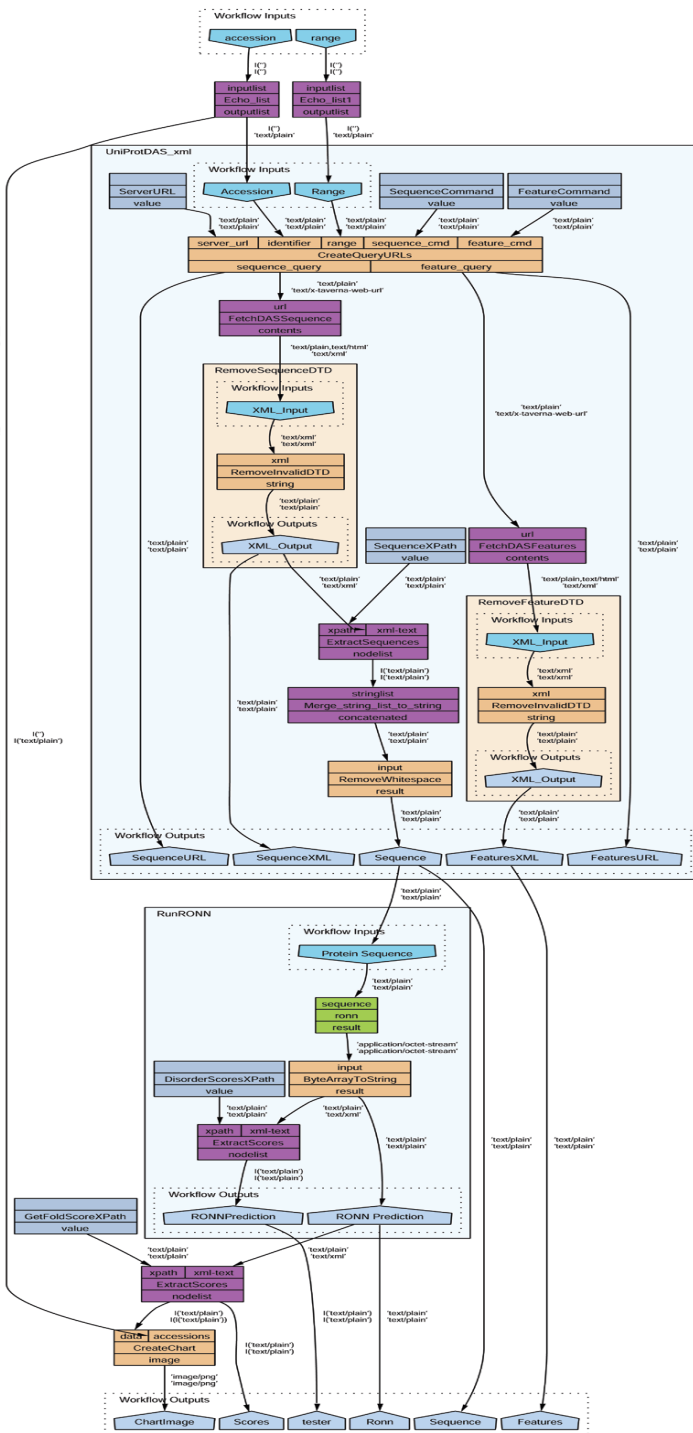 Workflow Inputs
accession range
l('')
l('')
l('')
l('')
inputlist inputlist
Echo_list Echo_list1
outputlist outputlist
l('')
'text/plain'
l('')
'text/plain'
UniProtDAS_xml
Workflow Inputs
ServerURL Accession Range SequenceCommand FeatureCommand
value value value
'text/plain' 'text/plain' 'text/plain' 'text/plain' 'text/plain'
'text/plain' 'text/plain' 'text/plain' 'text/plain' 'text/plain'
server_url identifier range sequence_cmd feature_cmd
CreateQueryURLs
sequence_query feature_query
'text/plain'
'text/x-taverna-web-url'
url
FetchDASSequence
contents
'text/plain,text/html'
'text/xml'
RemoveSequenceDTD
Workflow Inputs
XML_Input
'text/plain'
'text/x-taverna-web-url'
'text/xml'
'text/xml'
xml
RemoveInvalidDTD
string
'text/plain'
'text/plain'
Workflow Outputs
XML_Output
SequenceXPath
value
url
FetchDASFeatures
contents
'text/plain' 'text/plain'
'text/plain' 'text/plain'
'text/plain' 'text/plain' 'text/plain,text/html'
'text/xml' 'text/plain' 'text/xml'
RemoveFeatureDTD
Workflow Inputs
XML_Input
xpath xml-text
ExtractSequences
nodelist
l('text/plain')
l('text/plain')
'text/xml'
'text/xml'
stringlist
Merge_string_list_to_string
concatenated
xml
RemoveInvalidDTD
string
'text/plain'
'text/plain'
'text/plain'
'text/plain'
'text/plain'
'text/plain'
l('')
l('text/plain')
input
RemoveWhitespace
result
Workflow Outputs
XML_Output
'text/plain' 'text/plain'
'text/plain' 'text/plain'
Workflow Outputs
SequenceURL SequenceXML Sequence FeaturesXML FeaturesURL
'text/plain'
'text/plain'
RunRONN
Workflow Inputs
Protein Sequence
'text/plain'
'text/plain'
sequence
ronn
result
'application/octet-stream'
'application/octet-stream'
DisorderScoresXPath
value
input
ByteArrayToString
result
'text/plain' 'text/plain'
'text/plain' 'text/xml'
'text/plain' 'text/plain' 'text/plain'
'text/plain' 'text/plain' 'text/plain'
xpath xml-text
ExtractScores
nodelist
l('text/plain')
l('text/plain')
Workflow Outputs
RONNPrediction RONN Prediction
GetFoldScoreXPath
value
'text/plain' 'text/plain'
'text/plain' 'text/xml'
xpath xml-text
ExtractScores
nodelist
l('text/plain')
l(l('text/plain'))
l('text/plain') 'text/plain'
l('text/plain') 'text/plain'
data accessions
CreateChart
image
l('text/plain')
l('text/plain')
'image/png'
'image/png'
Workflow Outputs
ChartImage Scores tester Ronn Sequence Features